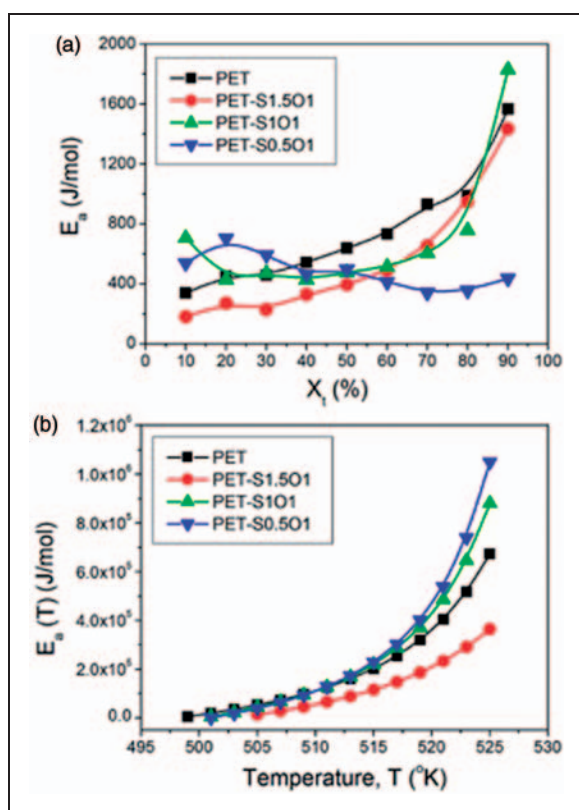 (a)
2000
1600
1200
800
400
0
E_a (J/mol)
PET
PET-S1.5O1
PET-S1O1
PET-S0.5O1
0 10 20 30 40 50 60 70 80 90 100
X_t (%)
(b)
1.2x10⁶
1.0x10⁶
8.0x10⁵
6.0x10⁵
4.0x10⁵
2.0x10⁵
0.0
E_a (T) (J/mol)
PET
PET-S1.5O1
PET-S1O1
PET-S0.5O1
495 500 505 510 515 520 525 530
Temperature, T (°K)